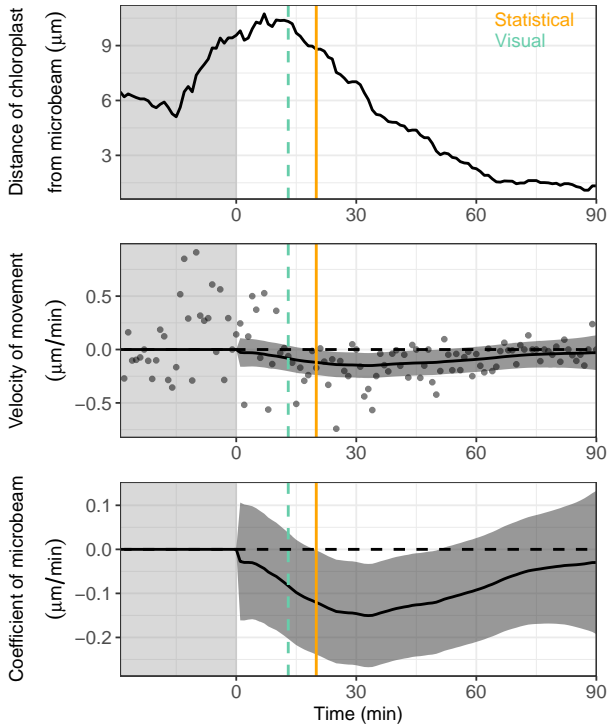 Distance of chloroplast
from microbeam (μm)
9
6
3
Statistical
Visual
0
30
60
90
Velocity of movement
(μm/min)
0.5
0.0
−0.5
0
30
60
90
Coefficient of microbeam
(μm/min)
0.1
0.0
−0.1
−0.2
0
30
60
90
Time (min)